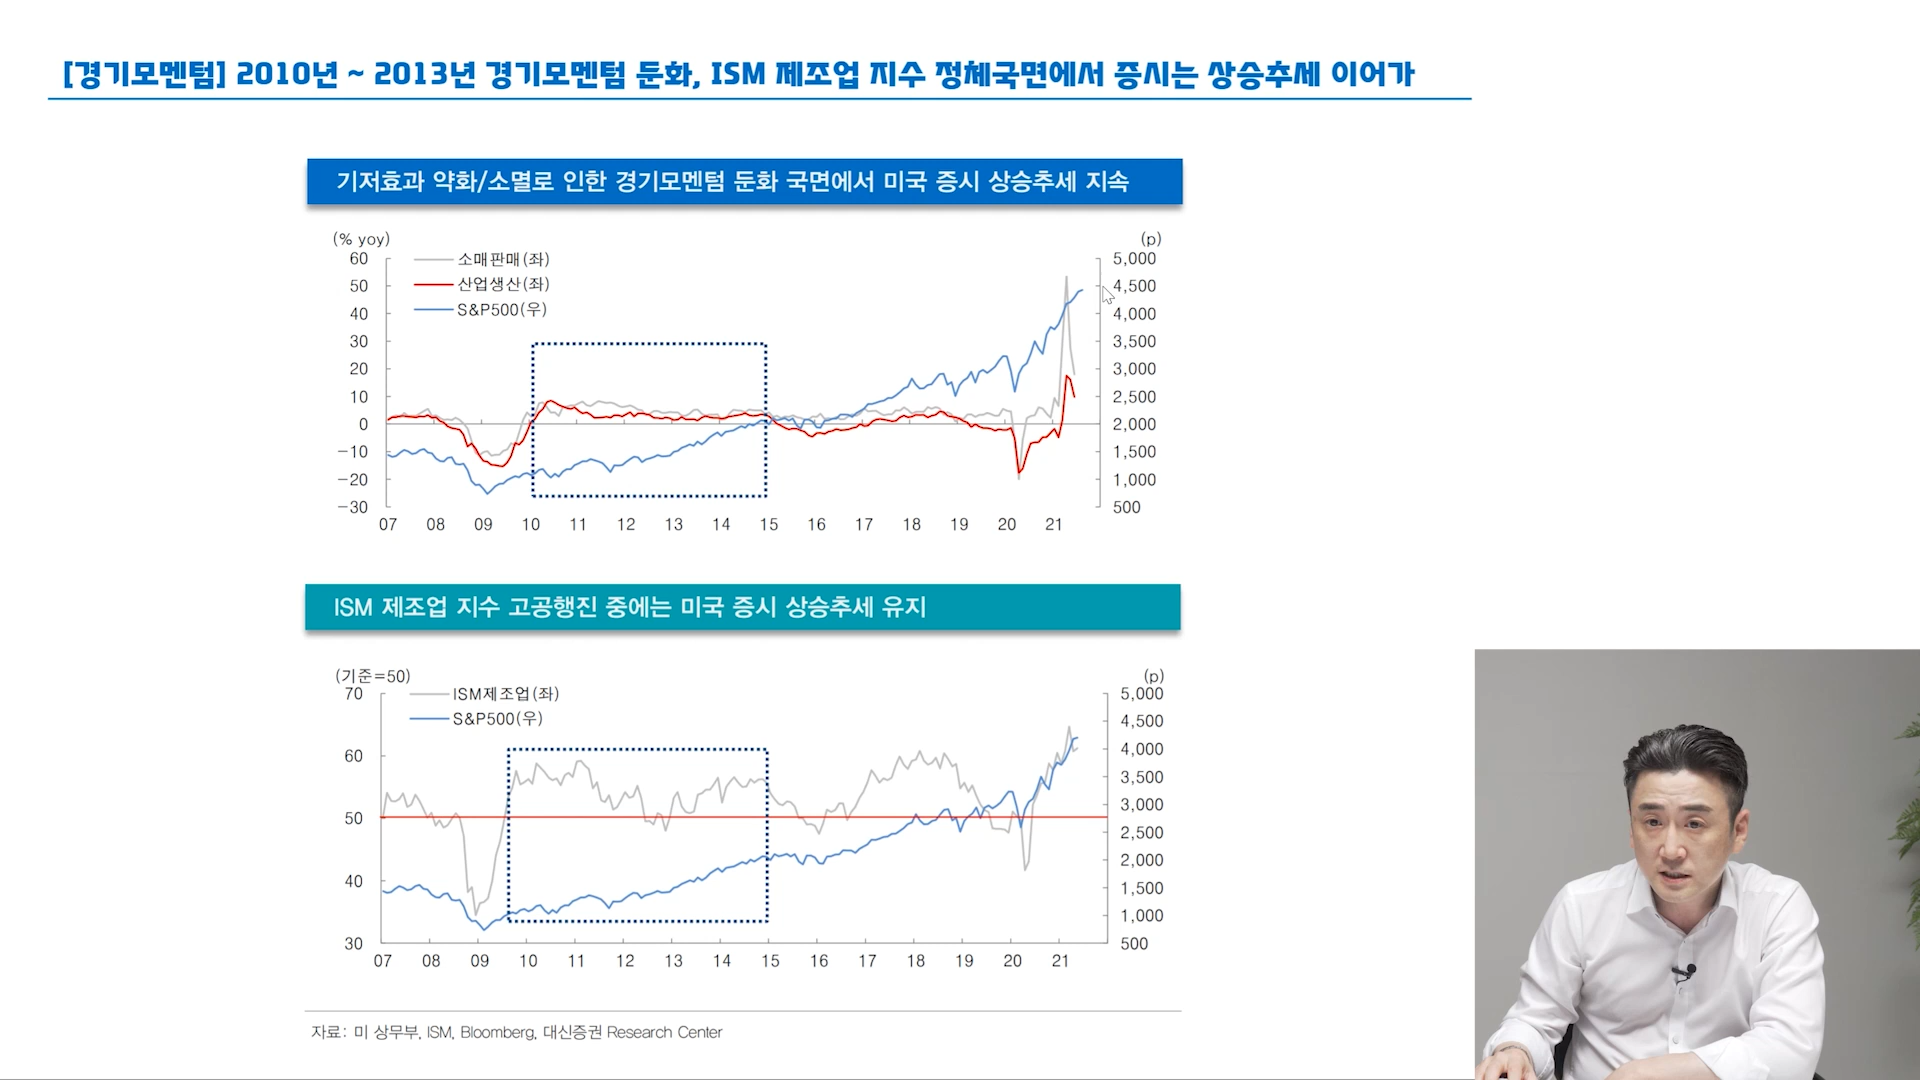 [경기모멘텀] 2010년 ~ 2013년 경기모멘텀 둔화, ISM 제조업 지수 정체국면에서 증시는 상승추세 이어가
기저효과 약화/소멸로 인한 경기모멘텀 둔화 국면에서 미국 증시 상승추세 지속
(% yoy) (p)
소매판매(좌)
산업생산(좌)
S&P500(우)
60 5,000
50 4,500
40 4,000
30 3,500
20 3,000
10 2,500
0 2,000
-10 1,500
-20 1,000
-30 500
07 08 09 10 11 12 13 14 15 16 17 18 19 20 21
ISM 제조업 지수 고공행진 중에는 미국 증시 상승추세 유지
(기준=50) (p)
ISM제조업(좌)
S&P500(우)
70 5,000
4,500
60 4,000
3,500
3,000
50 2,500
2,000
40 1,500
1,000
30 500
07 08 09 10 11 12 13 14 15 16 17 18 19 20 21
자료: 미 상무부, ISM, Bloomberg, 대신증권 Research Center